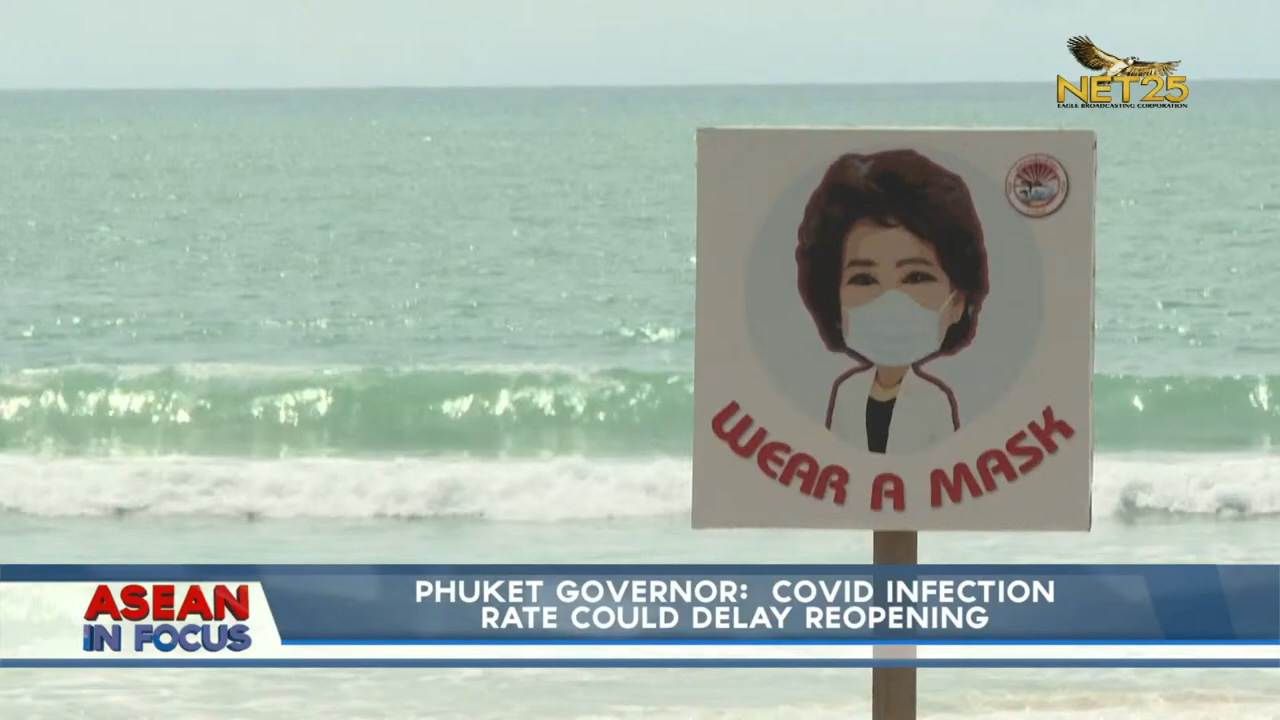 NET25
EAGLE BROADCASTING CORPORATION
WEAR A MASK
PHUKET GOVERNOR: COVID INFECTION
RATE COULD DELAY REOPENING
ASEAN
IN FOCUS